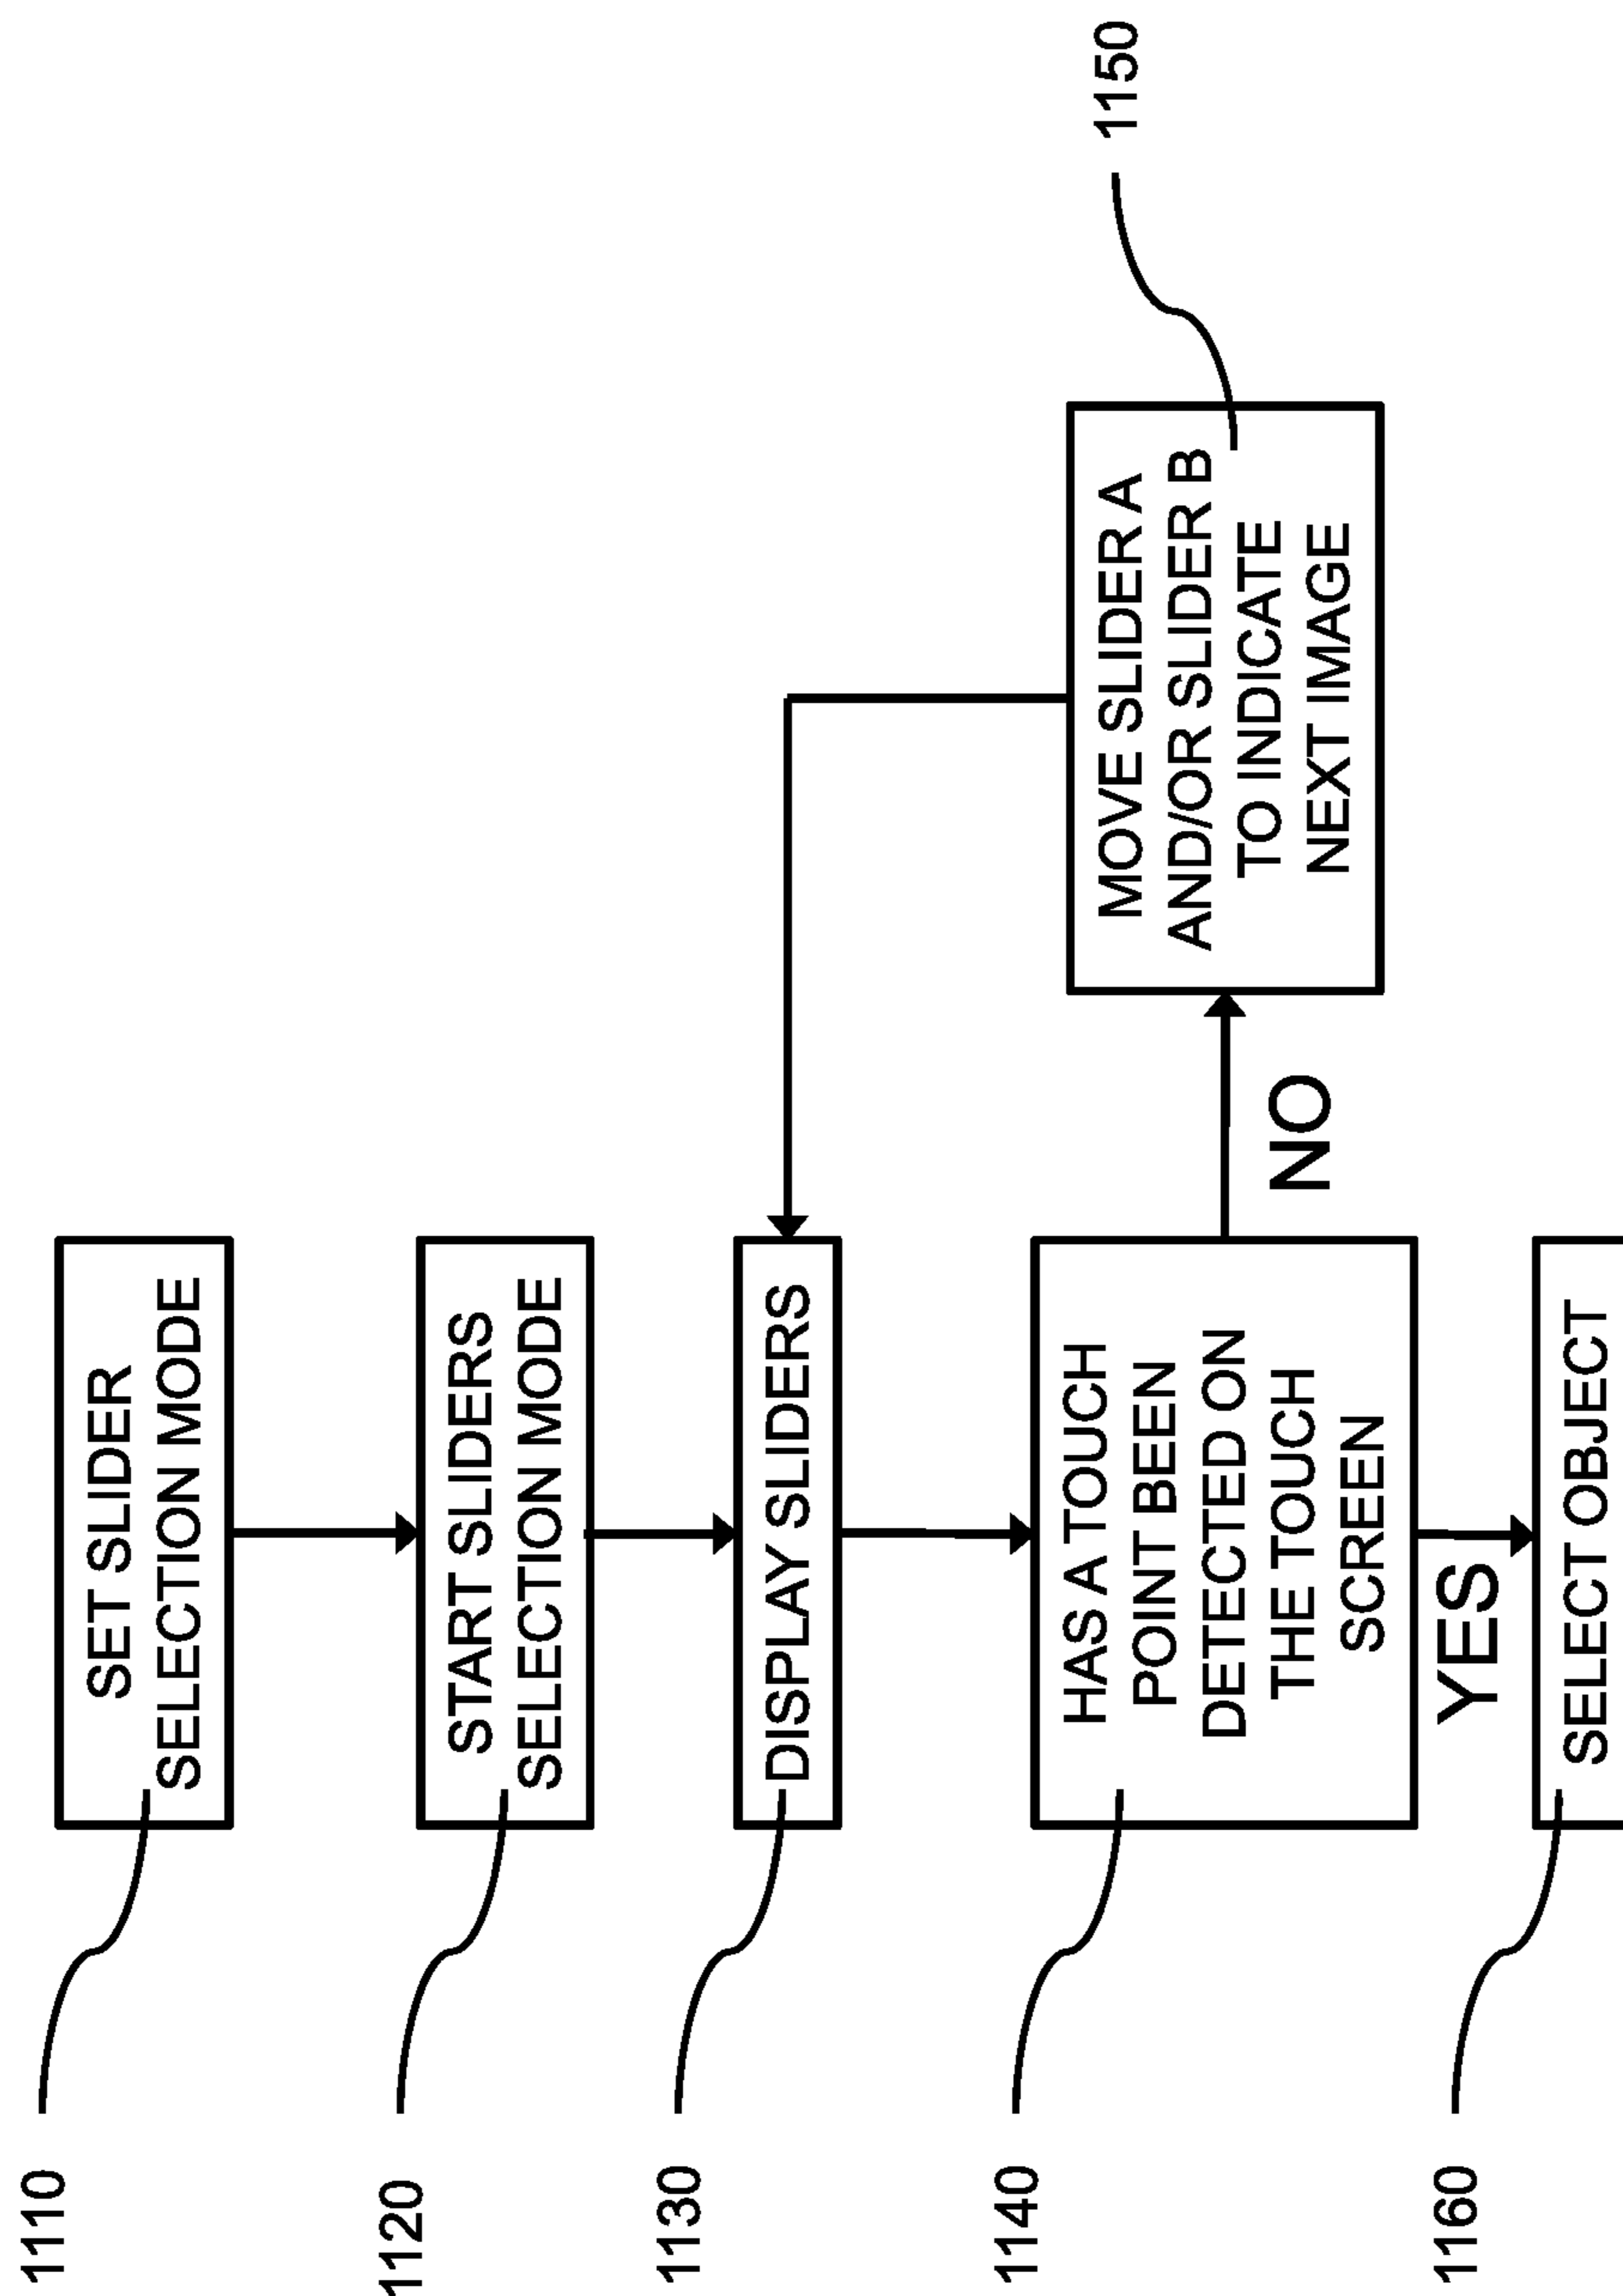 1110
SET SLIDER
SELECTION MODE
1120
START SLIDERS
SELECTION MODE
1130
DISPLAY SLIDERS
1140
HAS A TOUCH
POINT BEEN
DETECTED ON
THE TOUCH
SCREEN
NO
MOVE SLIDER A
AND/OR SLIDER B
TO INDICATE
NEXT IMAGE
1150
YES
1160
SELECT OBJECT